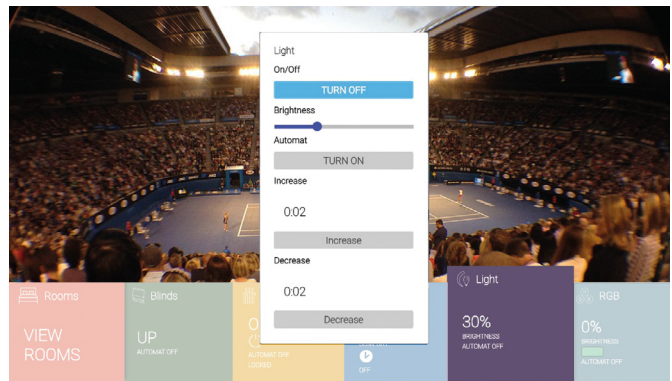 Light
On/Off
TURN OFF
Brightness
Automat
TURN ON
Increase
0:02
Increase
Decrease
0:02
Decrease
Rooms
VIEW
ROOMS
Blinds
UP
AUTOMAT OFF
AUTOMAT OFF
LOCKED
OFF
Light
30%
BRIGHTNESS
AUTOMAT OFF
RGB
0%
BRIGHTNESS
AUTOMAT OFF